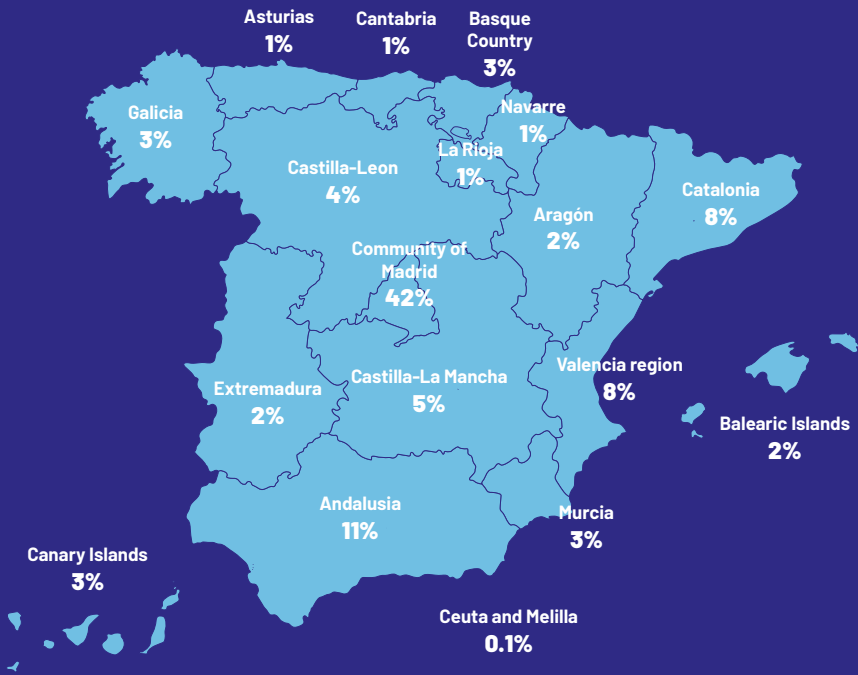 Asturias
1%
Cantabria
1%
Basque
Country
3%
Galicia
3%
Navarre
1%
La Rioja
1%
Castilla-Leon
4%
Aragón
2%
Catalonia
8%
Community of
Madrid
42%
Extremadura
2%
Castilla-La Mancha
5%
Valencia region
8%
Balearic Islands
2%
Andalusia
11%
Murcia
3%
Canary Islands
3%
Ceuta and Melilla
0.1%